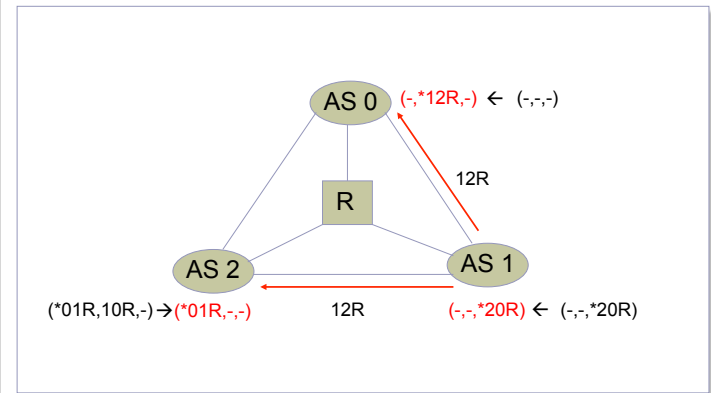 AS 0
(-,*12R,-) ← (-,-,-)
12R
R
AS 2
AS 1
(*01R,10R,-)→(*01R,-,-)
12R
(-,-,*20R) ← (-,-,*20R)